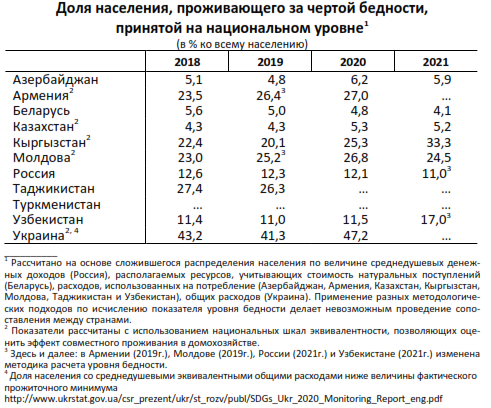 Доля населения, проживающего за чертой бедности,
принятой на национальном уровне¹
(в % ко всему населению)
2018 2019 2020 2021
Азербайджан 5,1 4,8 6,2 5,9
Армения² 23,5 26,4³ 27,0 ...
Беларусь 5,6 5,0 4,8 4,1
Казахстан² 4,3 4,3 5,3 5,2
Кыргызстан² 22,4 20,1 25,3 33,3
Молдова² 23,0 25,2³ 26,8 24,5
Россия 12,6 12,3 12,1 11,0³
Таджикистан 27,4 26,3 ... ...
Туркменистан ... ... ... ...
Узбекистан 11,4 11,0 11,5 17,0³
Украина²˒ ⁴ 43,2 41,3 47,2 ...
¹ Рассчитано на основе сложившегося распределения населения по величине среднедушевых денеж-
ных доходов (Россия), располагаемых ресурсов, учитывающих стоимость натуральных поступлений
(Беларусь), расходов, использованных на потребление (Азербайджан, Армения, Казахстан, Кыргызстан,
Молдова, Таджикистан и Узбекистан), общих расходов (Украина). Применение разных методологичес-
ких подходов по исчислению показателя уровня бедности делает невозможным проведение сопо-
ставления между странами.
² Показатели рассчитаны с использованием национальных шкал эквивалентности, позволяющих оце-
нить эффект совместного проживания в домохозяйстве.
³ Здесь и далее: в Армении (2019г.), Молдове (2019г.), России (2021г.) и Узбекистане (2021г.) изменена
методика расчета уровня бедности.
⁴ Доля населения со среднедушевыми эквивалентными общими расходами ниже величины фактического
прожиточного минимума
http://www.ukrstat.gov.ua/csr_prezent/ukr/st_rozv/publ/SDGs_Ukr_2020_Monitoring_Report_eng.pdf